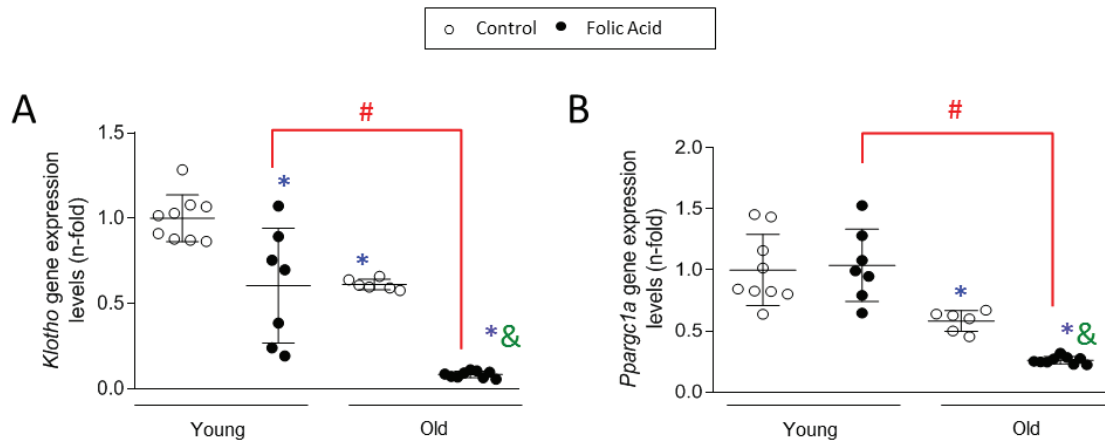 Control Folic Acid
A
#
Klotho gene expression
levels (n-fold)
1.5
1.0
0.5
0.0
*
*
*&
Young Old
B
#
Ppargc1a gene expression
levels (n-fold)
2.0
1.5
1.0
0.5
0.0
*
*&
Young Old